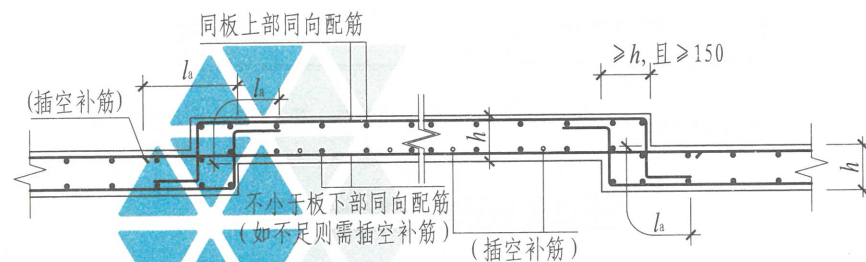 同板上部同向配筋
≥h,且≥150
la
la
(插空补筋)
h
h
不小于板下部同向配筋
(如不足则需插空补筋)
(插空补筋)
la